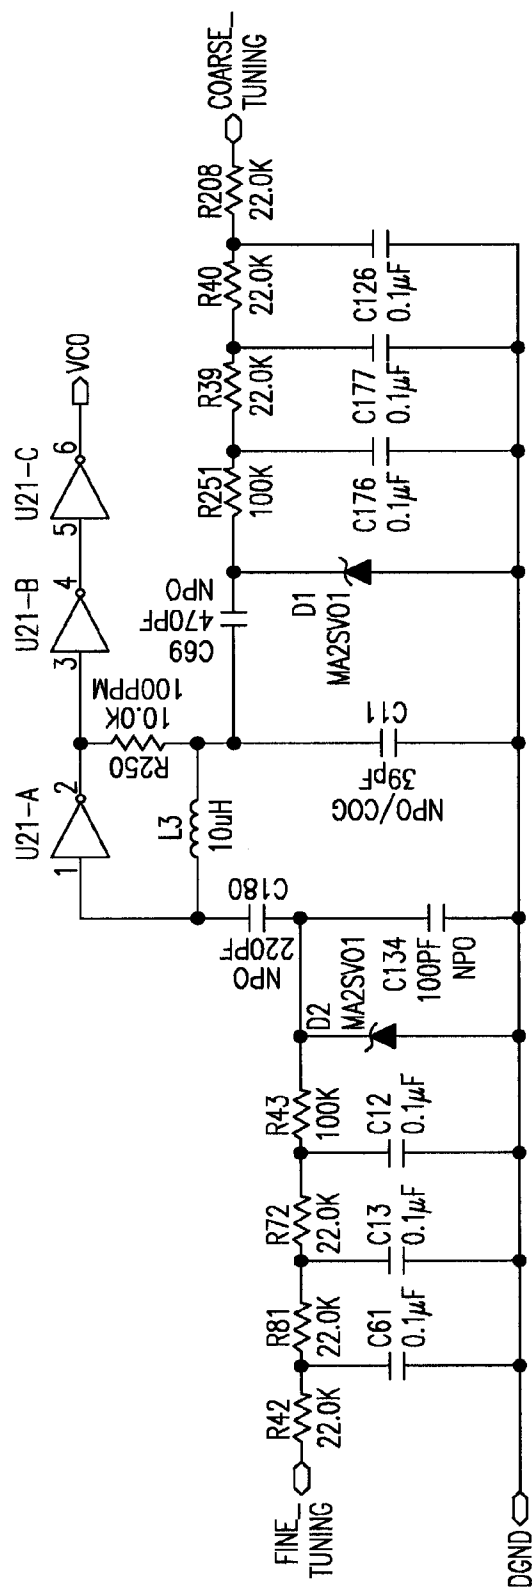 U21-A
U21-B
U21-C
1
2
3
4
5
6
VCO
R250
10.0K
100PPM
L3
10uH
C180
220PF
NPO
C69
470PF
NPO
R251
100K
R39
22.0K
R40
22.0K
R208
22.0K
COARSE_
TUNING
FINE_
TUNING
R42
22.0K
R81
22.0K
R72
22.0K
R43
100K
D2
MA2SV01
C134
100PF
NPO
C11
39pF
NPO/COG
D1
MA2SV01
C176
0.1μF
C177
0.1μF
C126
0.1μF
C61
0.1μF
C13
0.1μF
C12
0.1μF
DGND